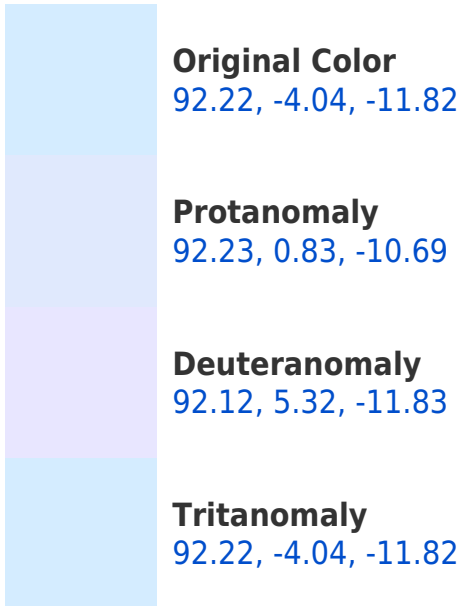 Original Color
92.22, -4.04, -11.82
Protanomaly
92.23, 0.83, -10.69
Deuteranomaly
92.12, 5.32, -11.83
Tritanomaly
92.22, -4.04, -11.82